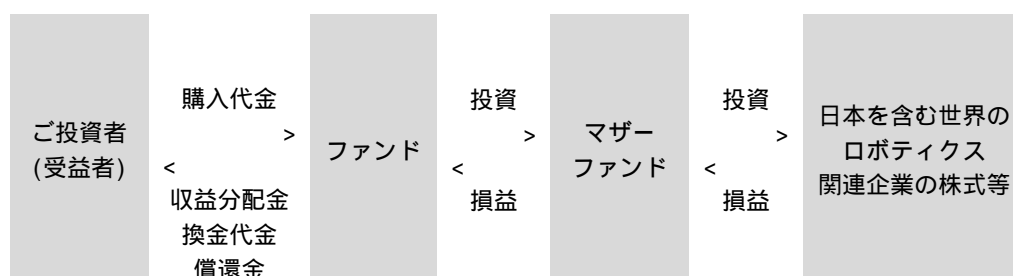 ご投資者
(受益者)
購入代金
>
<
収益分配金
換金代金
償還金
ファンド
投資
>
<
損益
マザー
ファンド
投資
>
<
損益
日本を含む世界の
ロボティクス
関連企業の株式等